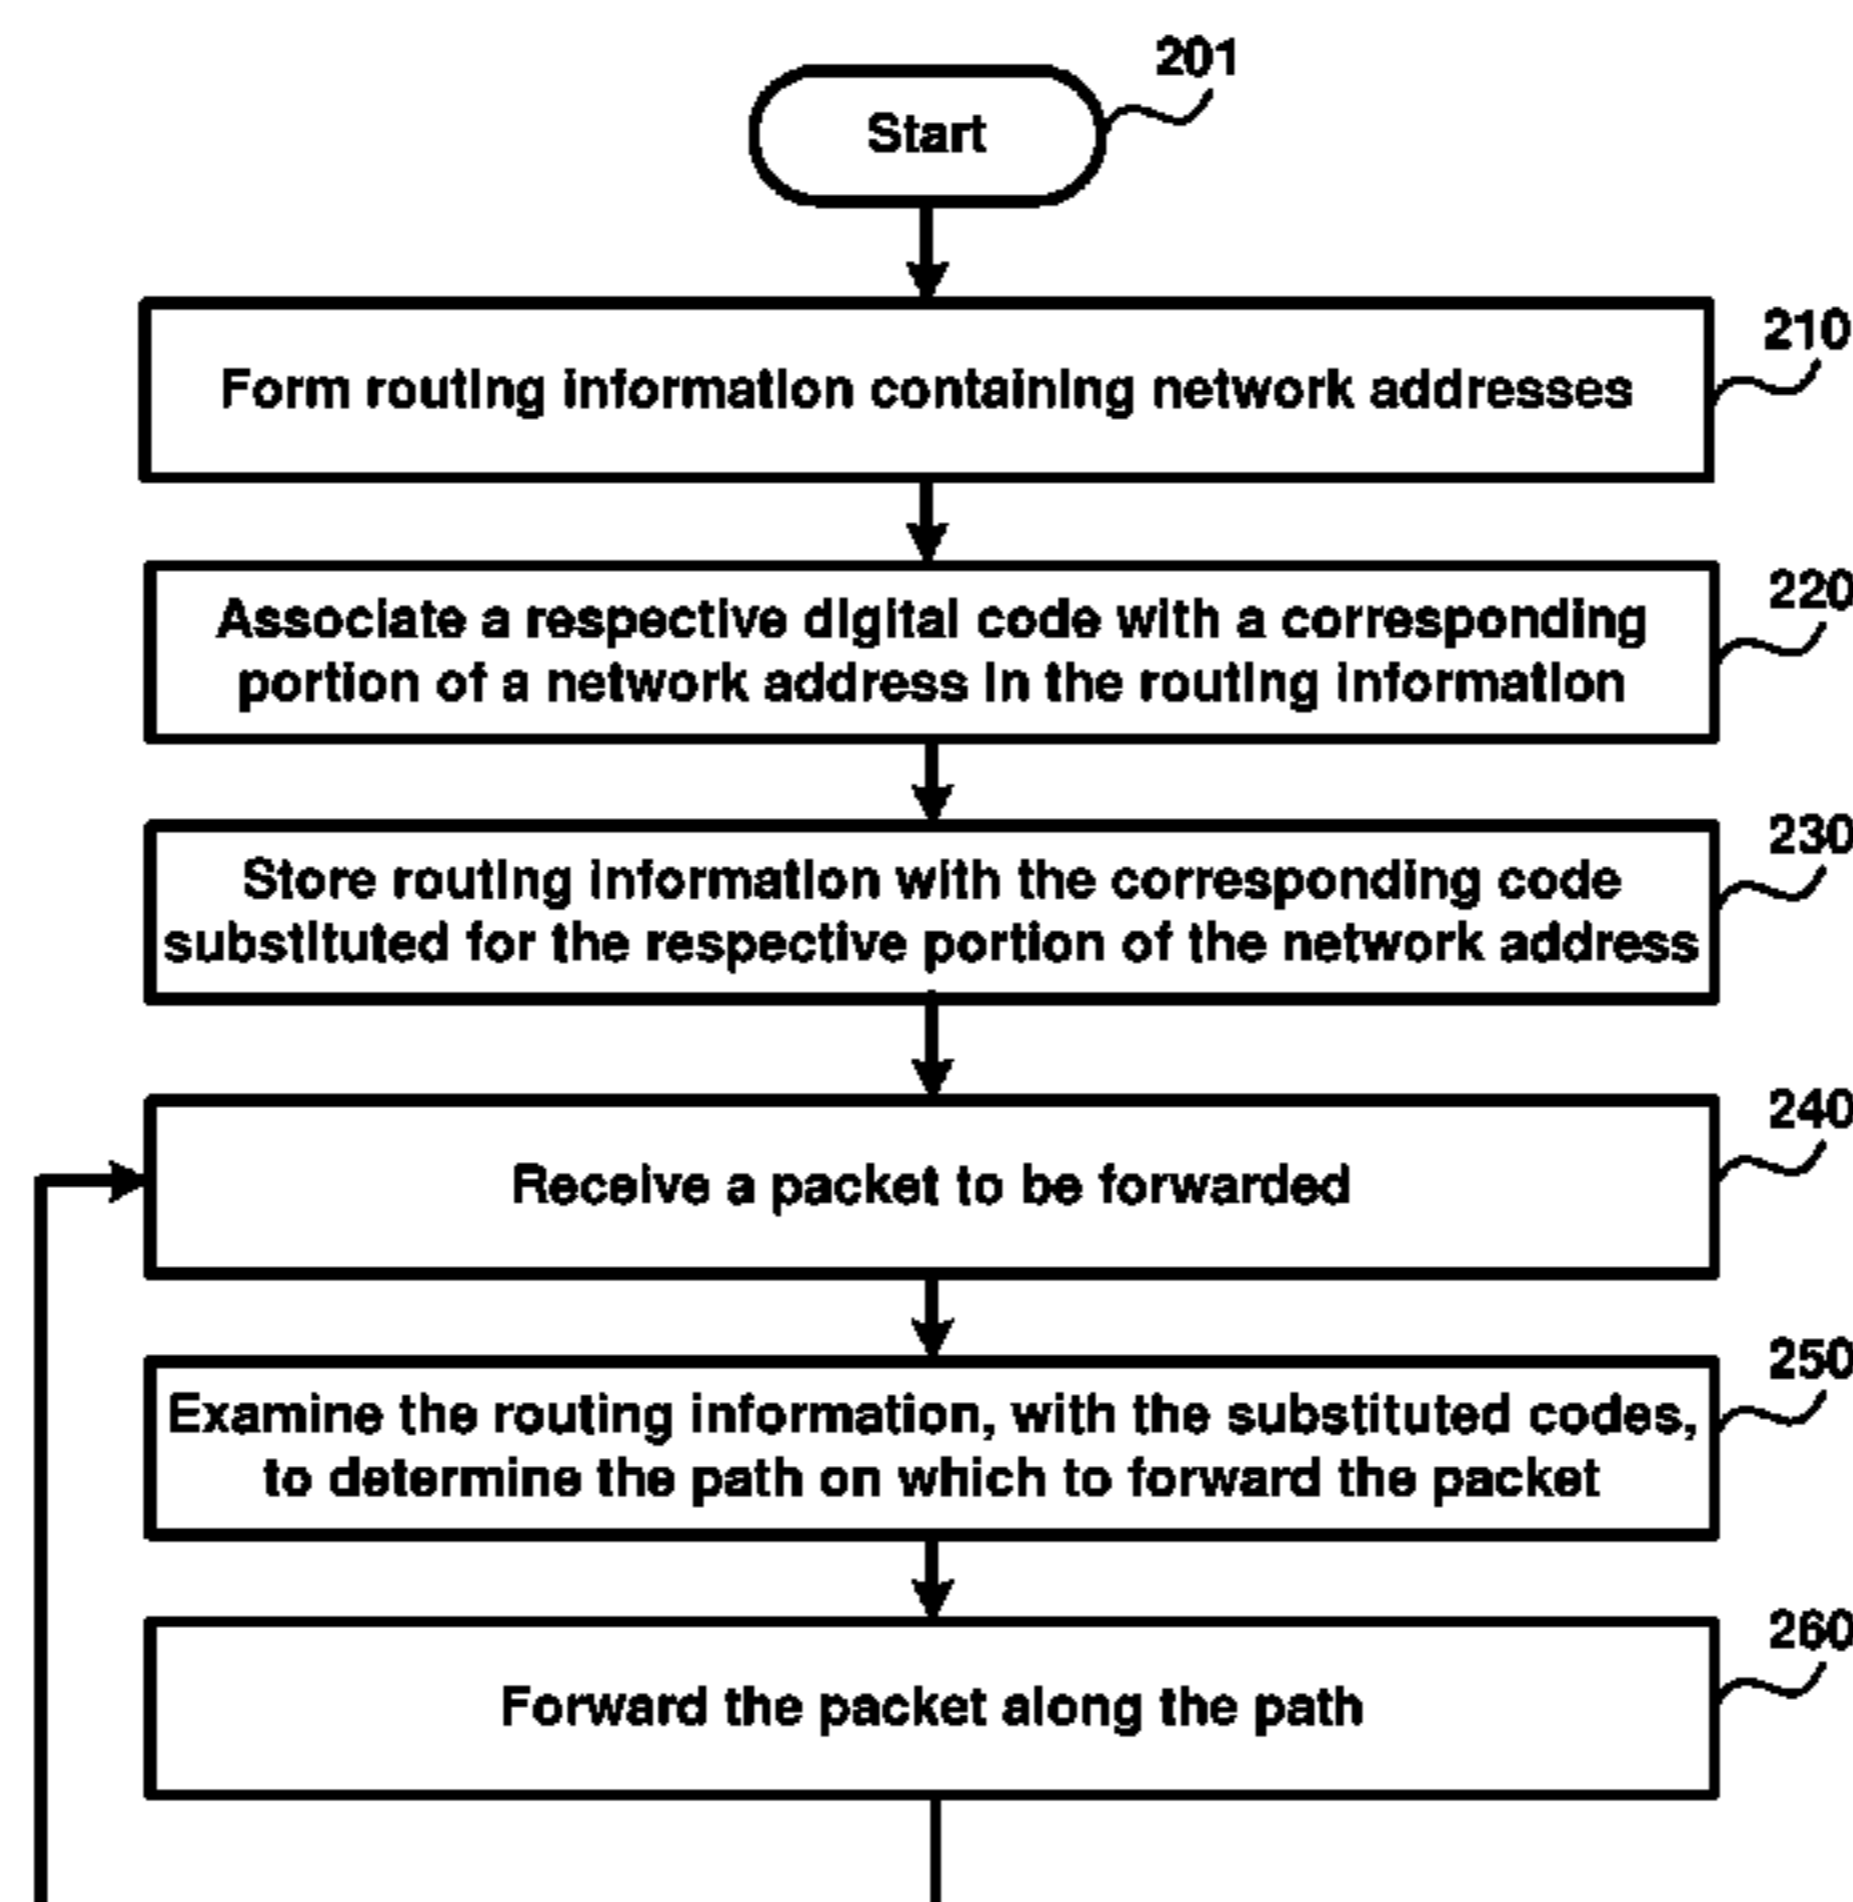 201
Start
210
Form routing information containing network addresses
220
Associate a respective digital code with a corresponding
portion of a network address in the routing information
230
Store routing information with the corresponding code
substituted for the respective portion of the network address
240
Receive a packet to be forwarded
250
Examine the routing information, with the substituted codes,
to determine the path on which to forward the packet
260
Forward the packet along the path